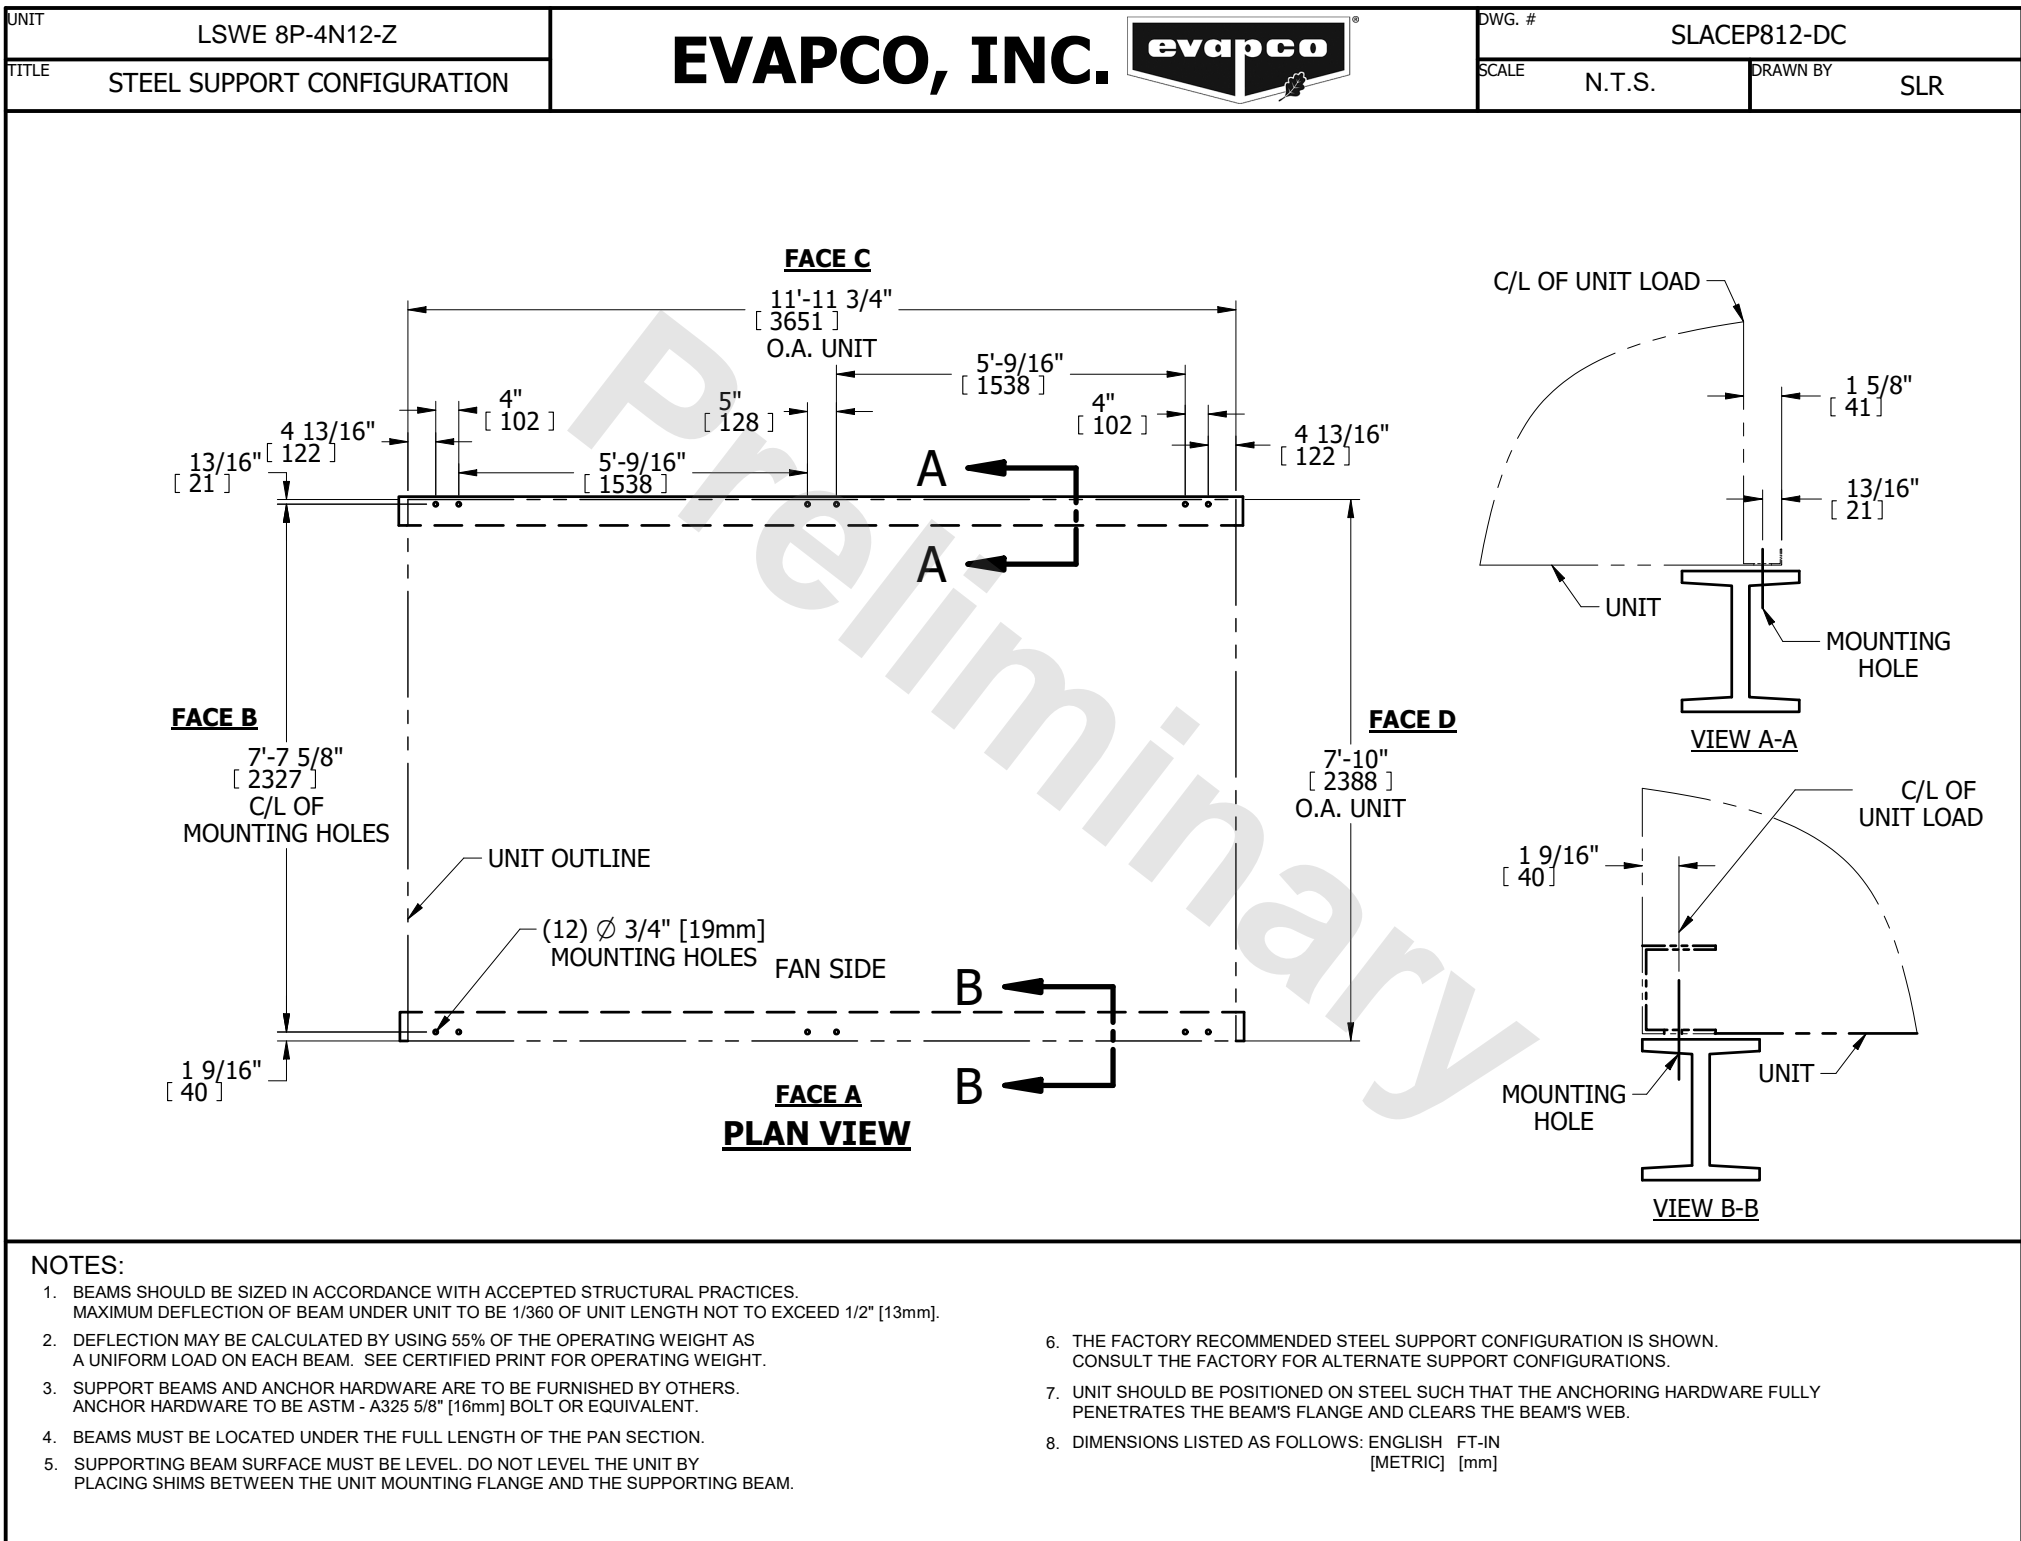 UNIT
LSWE 8P-4N12-Z
TITLE
STEEL SUPPORT CONFIGURATION
EVAPCO, INC.
evapco
®
DWG. #
SLACEP812-DC
SCALE
N.T.S.
DRAWN BY
SLR
FACE C
11'-11 3/4"
[ 3651 ]
O.A. UNIT
5'-9/16"
[ 1538 ]
4"
[ 102 ]
5"
[ 128 ]
4"
[ 102 ]
4 13/16"
[ 122 ]
4 13/16"
[ 122 ]
13/16"
[ 21 ]
5'-9/16"
[ 1538 ]
A
A
FACE B
7'-7 5/8"
[ 2327 ]
C/L OF
MOUNTING HOLES
FACE D
7'-10"
[ 2388 ]
O.A. UNIT
UNIT OUTLINE
(12) Ø 3/4" [19mm]
MOUNTING HOLES
FAN SIDE
B
B
1 9/16"
[ 40 ]
FACE A
PLAN VIEW
Preliminary
C/L OF UNIT LOAD
1 5/8"
[ 41 ]
13/16"
[ 21 ]
UNIT
MOUNTING
HOLE
VIEW A-A
C/L OF
UNIT LOAD
1 9/16"
[ 40 ]
UNIT
MOUNTING
HOLE
VIEW B-B
NOTES:
1. BEAMS SHOULD BE SIZED IN ACCORDANCE WITH ACCEPTED STRUCTURAL PRACTICES.
MAXIMUM DEFLECTION OF BEAM UNDER UNIT TO BE 1/360 OF UNIT LENGTH NOT TO EXCEED 1/2" [13mm].
2. DEFLECTION MAY BE CALCULATED BY USING 55% OF THE OPERATING WEIGHT AS
A UNIFORM LOAD ON EACH BEAM. SEE CERTIFIED PRINT FOR OPERATING WEIGHT.
3. SUPPORT BEAMS AND ANCHOR HARDWARE ARE TO BE FURNISHED BY OTHERS.
ANCHOR HARDWARE TO BE ASTM - A325 5/8" [16mm] BOLT OR EQUIVALENT.
4. BEAMS MUST BE LOCATED UNDER THE FULL LENGTH OF THE PAN SECTION.
5. SUPPORTING BEAM SURFACE MUST BE LEVEL. DO NOT LEVEL THE UNIT BY
PLACING SHIMS BETWEEN THE UNIT MOUNTING FLANGE AND THE SUPPORTING BEAM.
6. THE FACTORY RECOMMENDED STEEL SUPPORT CONFIGURATION IS SHOWN.
CONSULT THE FACTORY FOR ALTERNATE SUPPORT CONFIGURATIONS.
7. UNIT SHOULD BE POSITIONED ON STEEL SUCH THAT THE ANCHORING HARDWARE FULLY
PENETRATES THE BEAM'S FLANGE AND CLEARS THE BEAM'S WEB.
8. DIMENSIONS LISTED AS FOLLOWS: ENGLISH FT-IN
[METRIC] [mm]